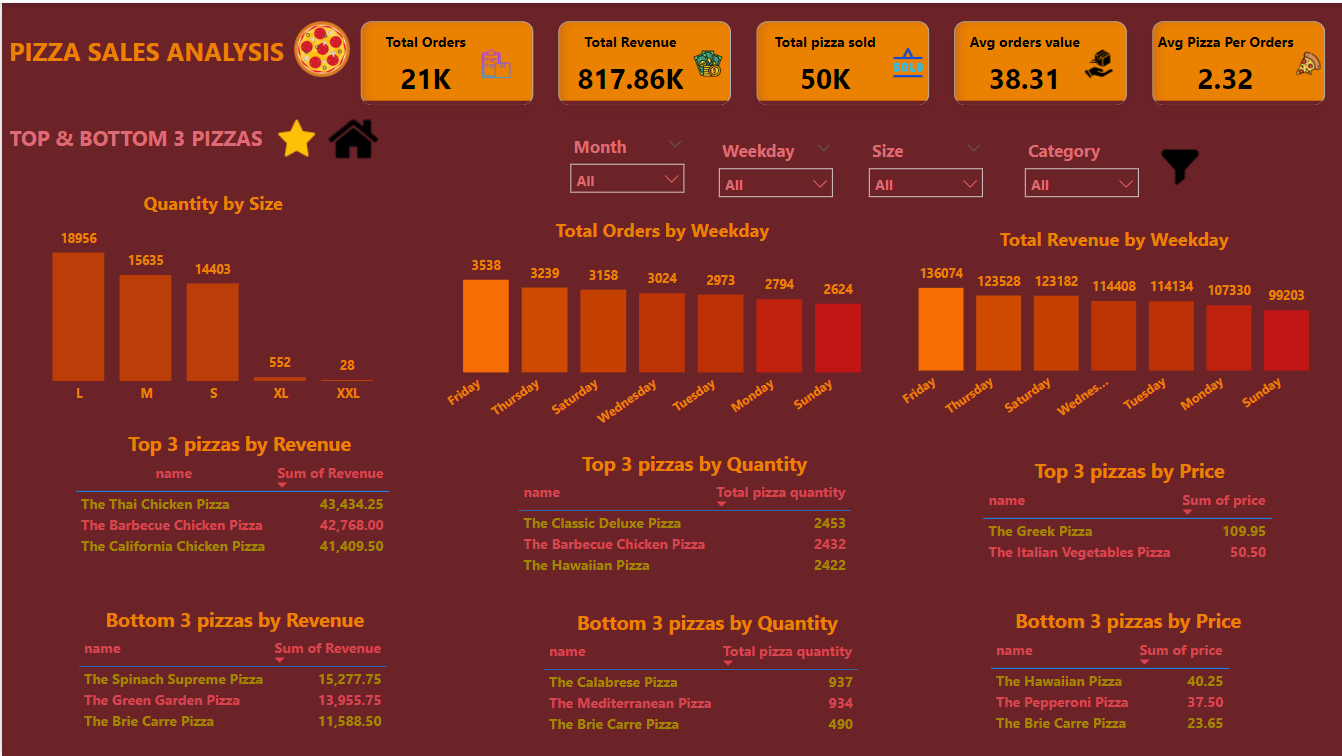 PIZZA SALES ANALYSIS
Total Orders
21K
Total Revenue
817.86K
Total pizza sold
50K
SOLD
Avg orders value
38.31
Avg Pizza Per Orders
2.32
TOP & BOTTOM 3 PIZZAS
Month
All
Weekday
All
Size
All
Category
All
Quantity by Size
18956
15635
14403
552
28
L
M
S
XL
XXL
Total Orders by Weekday
3538
3239
3158
3024
2973
2794
2624
Friday
Thursday
Saturday
Wednesday
Tuesday
Monday
Sunday
Total Revenue by Weekday
136074
123528
123182
114408
114134
107330
99203
Friday
Thursday
Saturday
Wednes...
Tuesday
Monday
Sunday
Top 3 pizzas by Revenue
name Sum of Revenue
The Thai Chicken Pizza 43,434.25
The Barbecue Chicken Pizza 42,768.00
The California Chicken Pizza 41,409.50
Top 3 pizzas by Quantity
name Total pizza quantity
The Classic Deluxe Pizza 2453
The Barbecue Chicken Pizza 2432
The Hawaiian Pizza 2422
Top 3 pizzas by Price
name Sum of price
The Greek Pizza 109.95
The Italian Vegetables Pizza 50.50
Bottom 3 pizzas by Revenue
name Sum of Revenue
The Spinach Supreme Pizza 15,277.75
The Green Garden Pizza 13,955.75
The Brie Carre Pizza 11,588.50
Bottom 3 pizzas by Quantity
name Total pizza quantity
The Calabrese Pizza 937
The Mediterranean Pizza 934
The Brie Carre Pizza 490
Bottom 3 pizzas by Price
name Sum of price
The Hawaiian Pizza 40.25
The Pepperoni Pizza 37.50
The Brie Carre Pizza 23.65